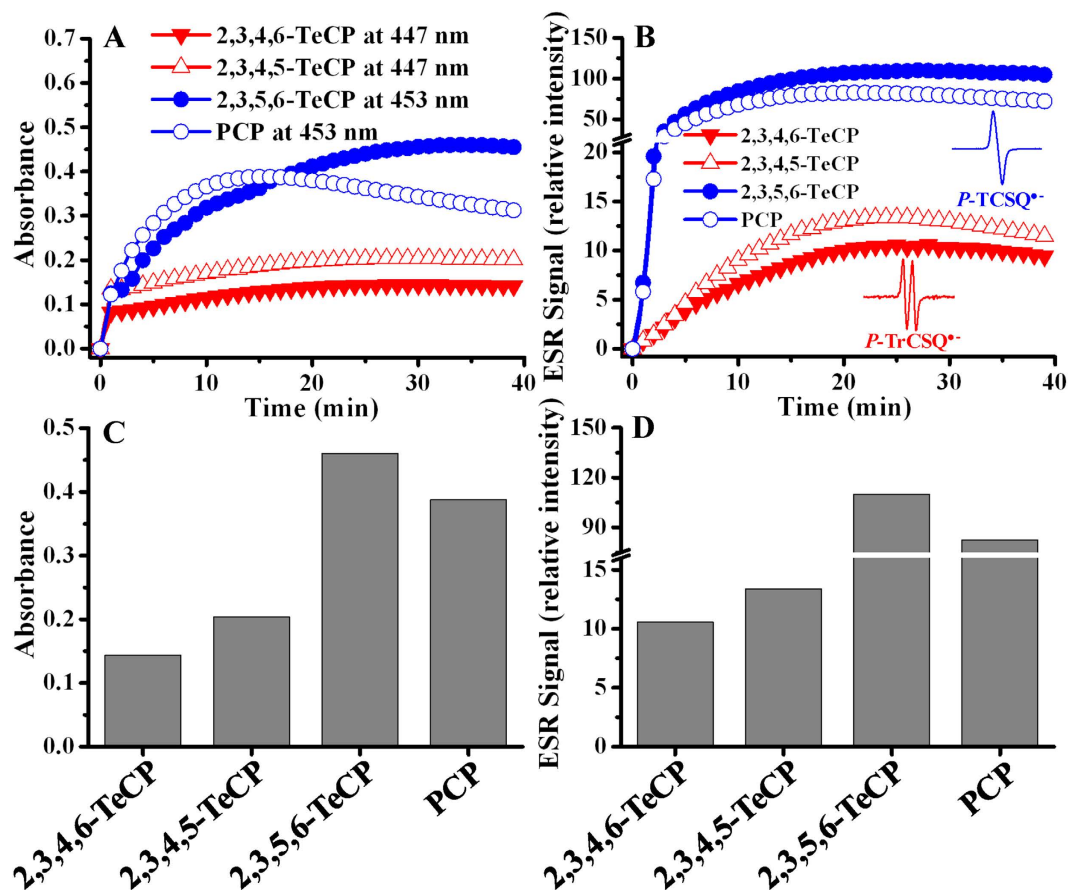 A
2,3,4,6-TeCP at 447 nm
2,3,4,5-TeCP at 447 nm
2,3,5,6-TeCP at 453 nm
PCP at 453 nm
Absorbance
0.7
0.6
0.5
0.4
0.3
0.2
0.1
0.0
0 10 20 30 40
Time (min)
B
ESR Signal (relative intensity)
150
125
100
75
50
20
15
10
5
0
2,3,4,6-TeCP
2,3,4,5-TeCP
2,3,5,6-TeCP
PCP
P-TCSQ•-
P-TrCSQ•-
0 10 20 30 40
Time (min)
C
Absorbance
0.5
0.4
0.3
0.2
0.1
0.0
2,3,4,6-TeCP
2,3,4,5-TeCP
2,3,5,6-TeCP
PCP
D
ESR Signal (relative intensity)
150
120
90
15
10
5
0
2,3,4,6-TeCP
2,3,4,5-TeCP
2,3,5,6-TeCP
PCP